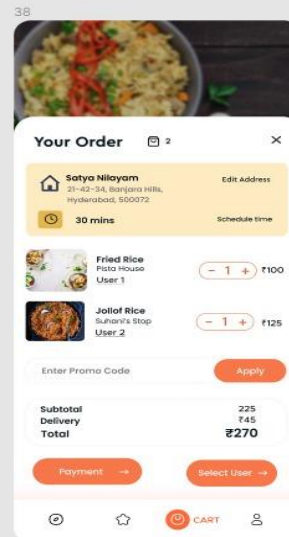 38
Your Order 2
Satya Nilayam Edit Address
21-42-34, Banjara Hills,
Hyderabad, 500072
30 mins Schedule time
Fried Rice
Pista House - 1 + ₹100
User 1
Jollof Rice
Suhani's Stop - 1 + ₹125
User 2
Enter Promo Code Apply
Subtotal 225
Delivery ₹45
Total ₹270
Payment → Select User →
CART